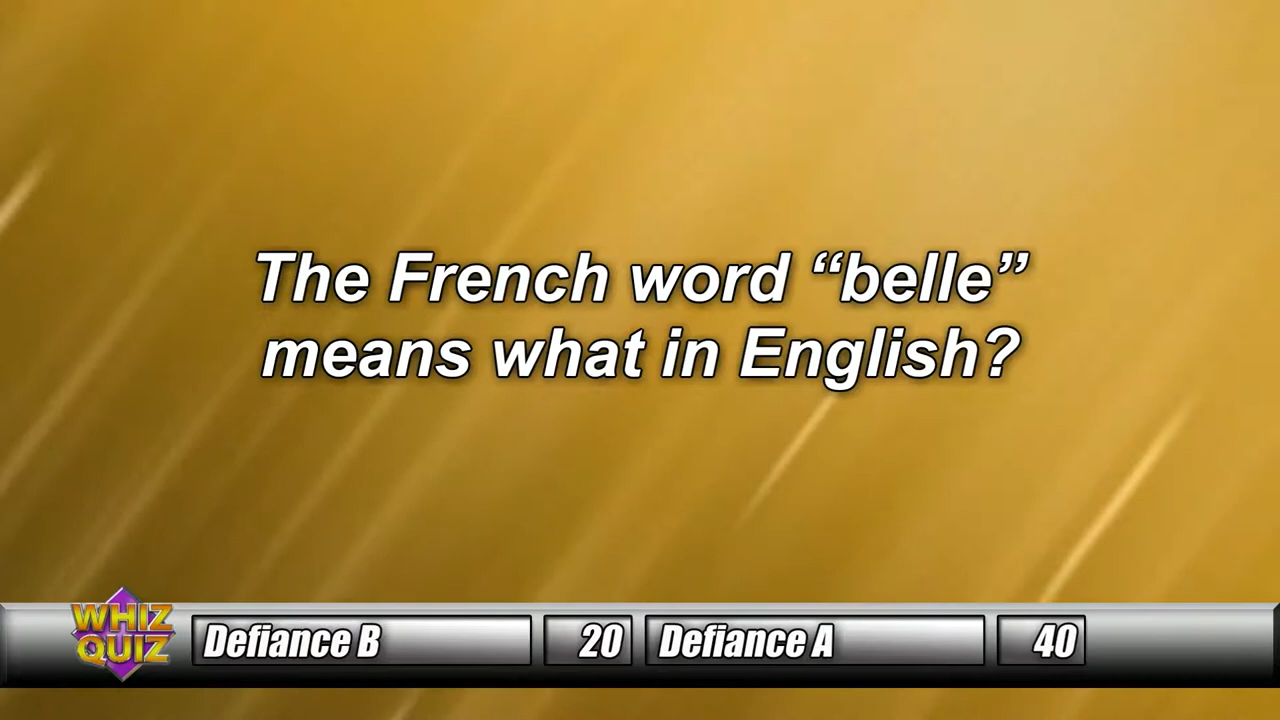 The French word “belle”
means what in English?
WHIZ
QUIZ
Defiance B 20 Defiance A 40